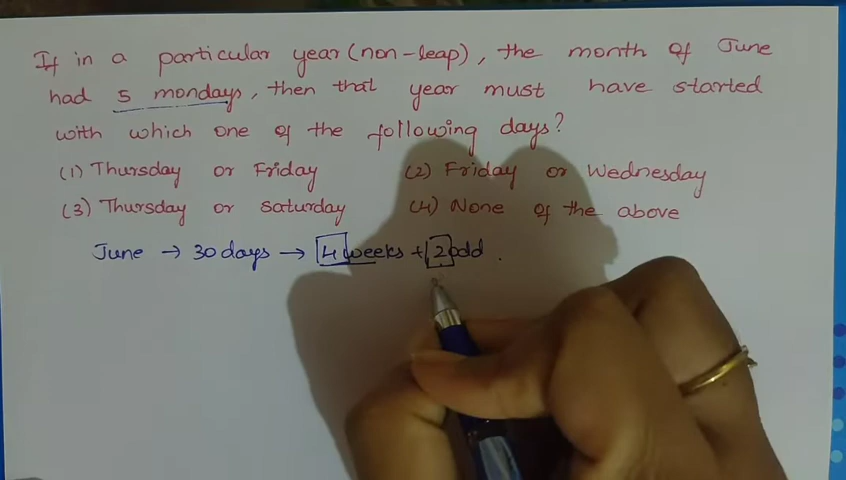 If in a particular year (non-leap), the month of June
had 5 mondays, then that year must have started
with which one of the following days?
(1) Thursday or Friday (2) Friday or Wednesday
(3) Thursday or Saturday (4) None of the above
June → 30 days → 4 weeks + 2 odd .